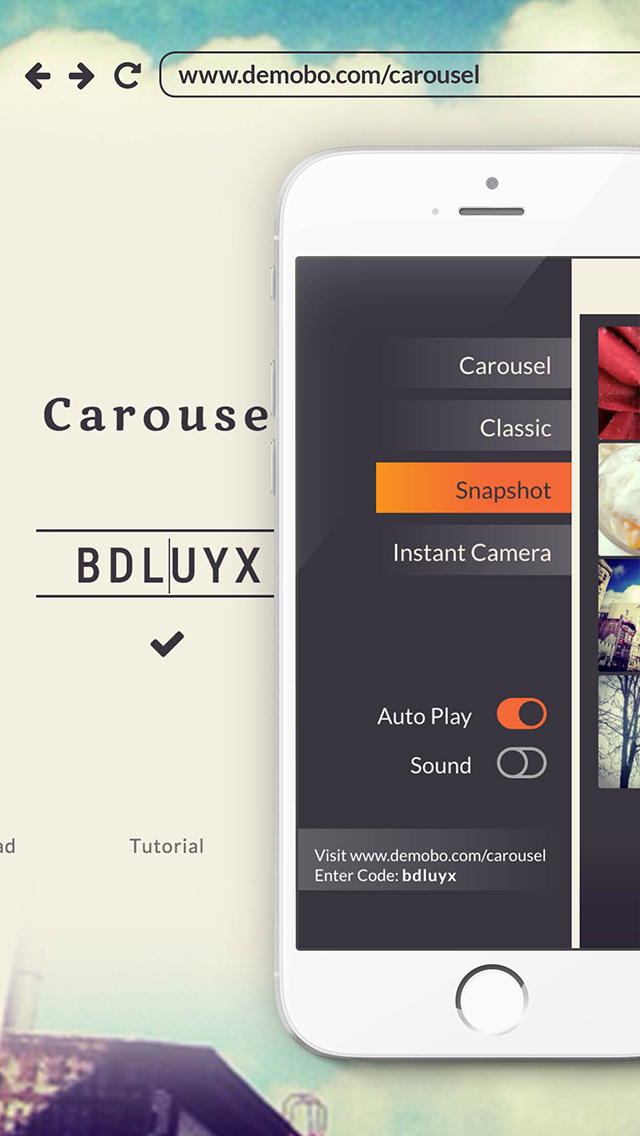 www.demobo.com/carousel
Carouse
BDLUYX
ad
Tutorial
Carousel
Classic
Snapshot
Instant Camera
Auto Play
Sound
Visit www.demobo.com/carousel
Enter Code: bdluyx